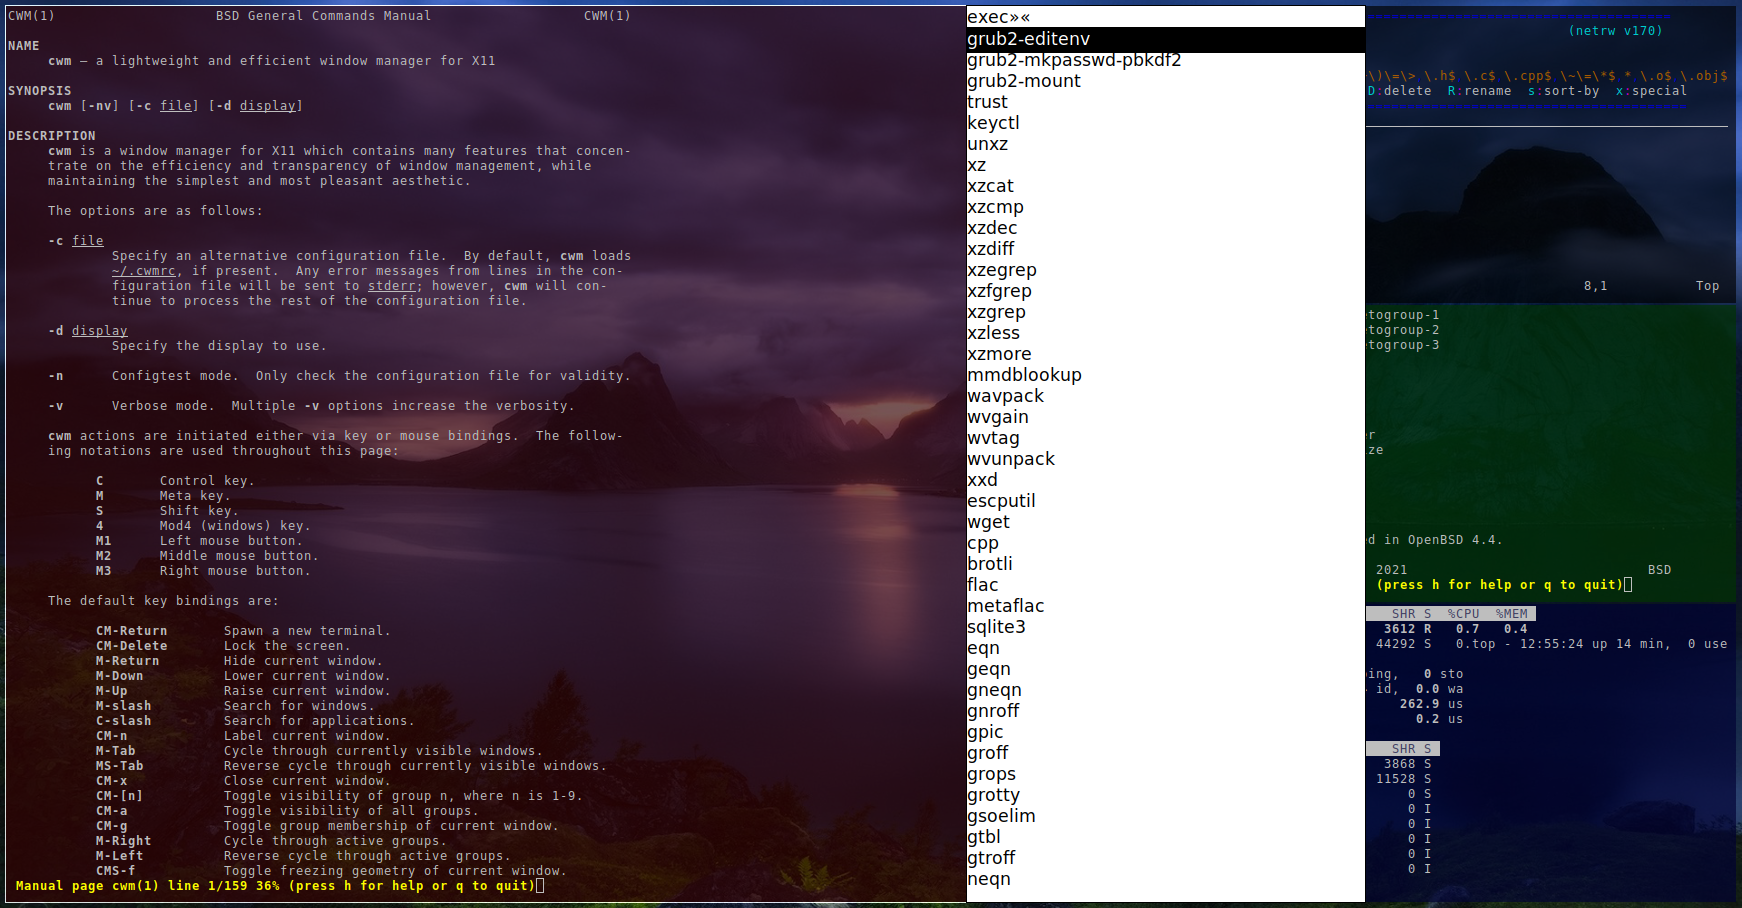 CWM(1)                    BSD General Commands Manual                   CWM(1)
NAME
cwm — a lightweight and efficient window manager for X11
SYNOPSIS
cwm [-nv] [-c file] [-d display]
DESCRIPTION
cwm is a window manager for X11 which contains many features that concen-
trate on the efficiency and transparency of window management, while
maintaining the simplest and most pleasant aesthetic.
The options are as follows:
-c file
Specify an alternative configuration file.  By default, cwm loads
~/.cwmrc, if present.  Any error messages from lines in the con-
figuration file will be sent to stderr; however, cwm will con-
tinue to process the rest of the configuration file.
-d display
Specify the display to use.
-n      Configtest mode.  Only check the configuration file for validity.
-v      Verbose mode.  Multiple -v options increase the verbosity.
cwm actions are initiated either via key or mouse bindings.  The follow-
ing notations are used throughout this page:
C       Control key.
M       Meta key.
S       Shift key.
4       Mod4 (windows) key.
M1      Left mouse button.
M2      Middle mouse button.
M3      Right mouse button.
The default key bindings are:
CM-Return       Spawn a new terminal.
CM-Delete       Lock the screen.
M-Return        Hide current window.
M-Down          Lower current window.
M-Up            Raise current window.
M-slash         Search for windows.
C-slash         Search for applications.
CM-n            Label current window.
M-Tab           Cycle through currently visible windows.
MS-Tab          Reverse cycle through currently visible windows.
CM-x            Close current window.
CM-[n]          Toggle visibility of group n, where n is 1-9.
CM-a            Toggle visibility of all groups.
CM-g            Toggle group membership of current window.
M-Right         Cycle through active groups.
M-Left          Reverse cycle through active groups.
CMS-f           Toggle freezing geometry of current window.
Manual page cwm(1) line 1/159 36% (press h for help or q to quit)
exec»«
grub2-editenv
grub2-mkpasswd-pbkdf2
grub2-mount
trust
keyctl
unxz
xz
xzcat
xzcmp
xzdec
xzdiff
xzegrep
xzfgrep
xzgrep
xzless
xzmore
mmdblookup
wavpack
wvgain
wvtag
wvunpack
xxd
escputil
wget
cpp
brotli
flac
metaflac
sqlite3
eqn
geqn
gneqn
gnroff
gpic
groff
grops
grotty
gsoelim
gtbl
gtroff
neqn
(netrw v170)
\)\=\> \.h$ \.c$ \.cpp$ \~\=\*$ * \.o$ \.obj$
D:delete  R:rename  s:sort-by  x:special
8,1           Top
togroup-1
togroup-2
togroup-3
r
ze
d in OpenBSD 4.4.
2021                              BSD
(press h for help or q to quit)
SHR S  %CPU  %MEM
3612 R   0.7   0.4
44292 S   0.top - 12:55:24 up 14 min,  0 use
ing,   0 sto
id,  0.0 wa
262.9 us
0.2 us
SHR S
3868 S
11528 S
0 S
0 I
0 I
0 I
0 I
0 I